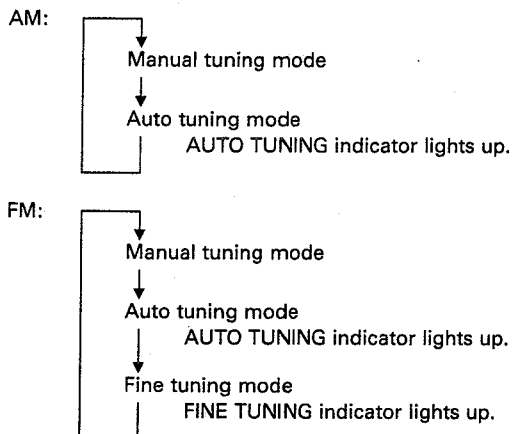 AM:
Manual tuning mode
Auto tuning mode
AUTO TUNING indicator lights up.
FM:
Manual tuning mode
Auto tuning mode
AUTO TUNING indicator lights up.
Fine tuning mode
FINE TUNING indicator lights up.